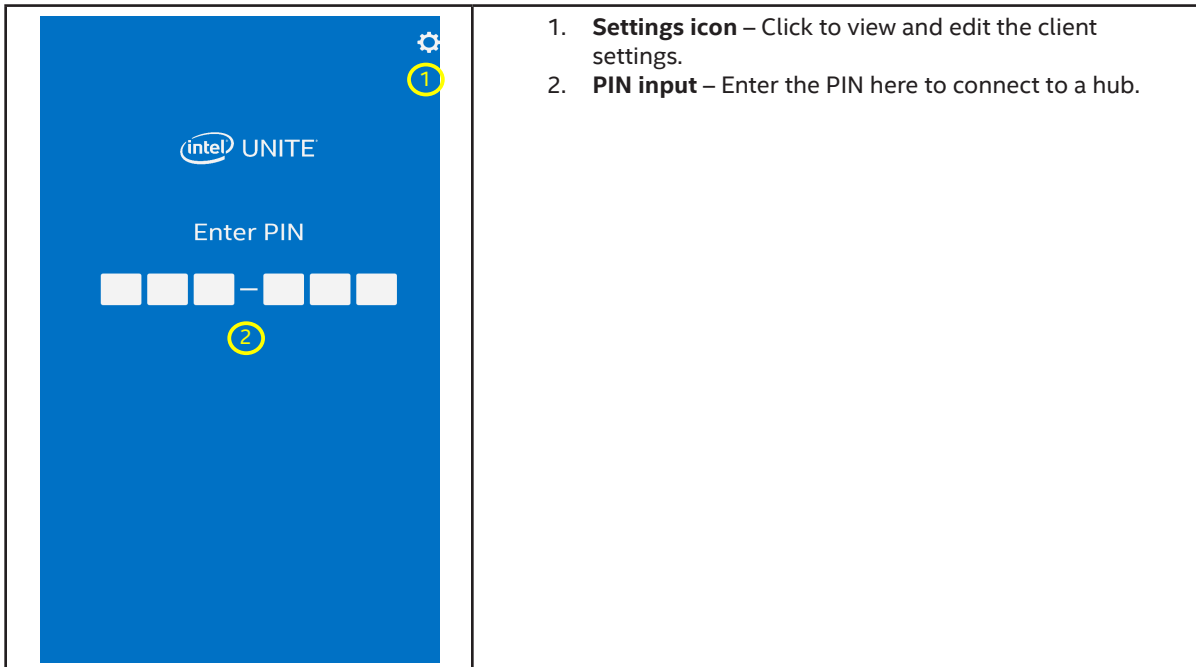 1
intel UNITE
Enter PIN
2
1. Settings icon – Click to view and edit the client
settings.
2. PIN input – Enter the PIN here to connect to a hub.